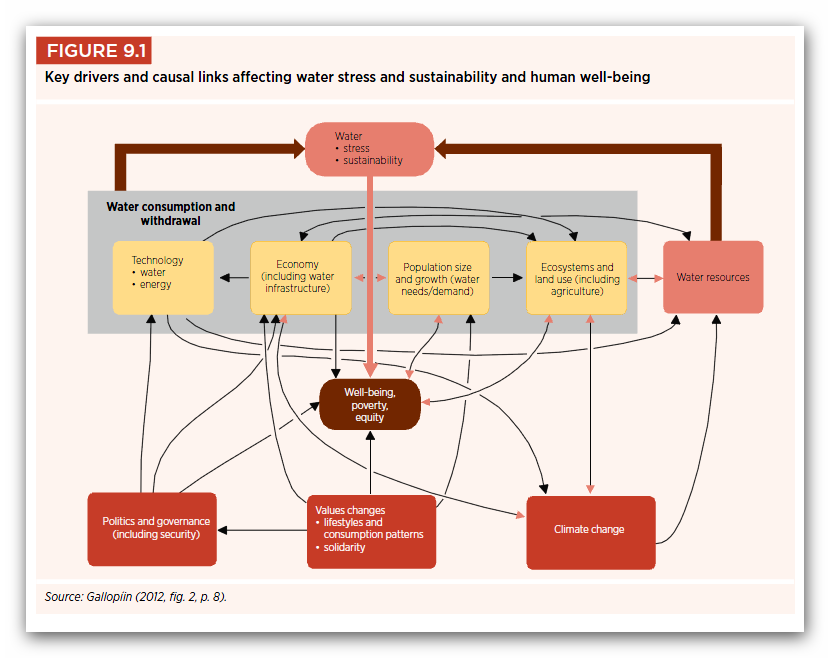 FIGURE 9.1
Key drivers and causal links affecting water stress and sustainability and human well-being
Water
• stress
• sustainability
Water consumption and
withdrawal
Technology
• water
• energy
Economy
(including water
infrastructure)
Population size
and growth (water
needs/demand)
Ecosystems and
land use (including
agriculture)
Water resources
Well-being,
poverty,
equity
Politics and governance
(including security)
Values changes
• lifestyles and
consumption patterns
• solidarity
Climate change
Source: Gallopíin (2012, fig. 2, p. 8).